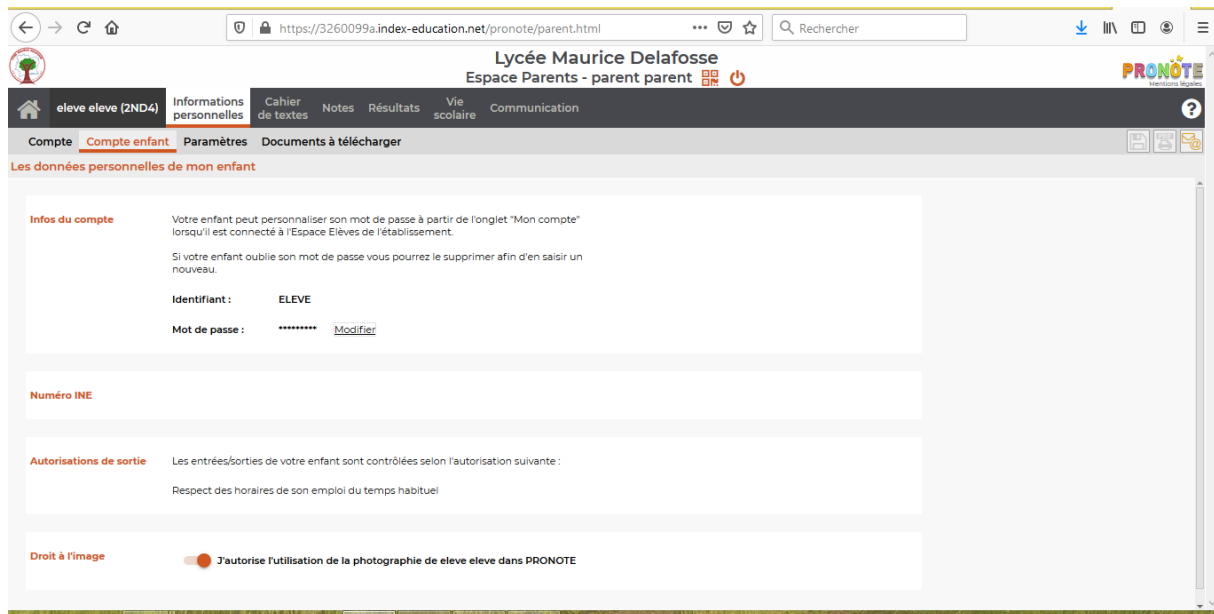 https://3260099a.index-education.net/pronote/parent.html
Rechercher
Lycée Maurice Delafosse
Espace Parents - parent parent
PRONOTE
Mentions légales
eleve eleve (2ND4)
Informations personnelles
Cahier de textes
Notes
Résultats
Vie scolaire
Communication
?
Compte
Compte enfant
Paramètres
Documents à télécharger
Les données personnelles de mon enfant
Infos du compte
Votre enfant peut personnaliser son mot de passe à partir de l'onglet "Mon compte"
lorsqu'il est connecté à l'Espace Elèves de l'établissement.
Si votre enfant oublie son mot de passe vous pourrez le supprimer afin d'en saisir un
nouveau.
Identifiant : ELEVE
Mot de passe : ********* Modifier
Numéro INE
Autorisations de sortie
Les entrées/sorties de votre enfant sont contrôlées selon l'autorisation suivante :
Respect des horaires de son emploi du temps habituel
Droit à l'image
J'autorise l'utilisation de la photographie de eleve eleve dans PRONOTE